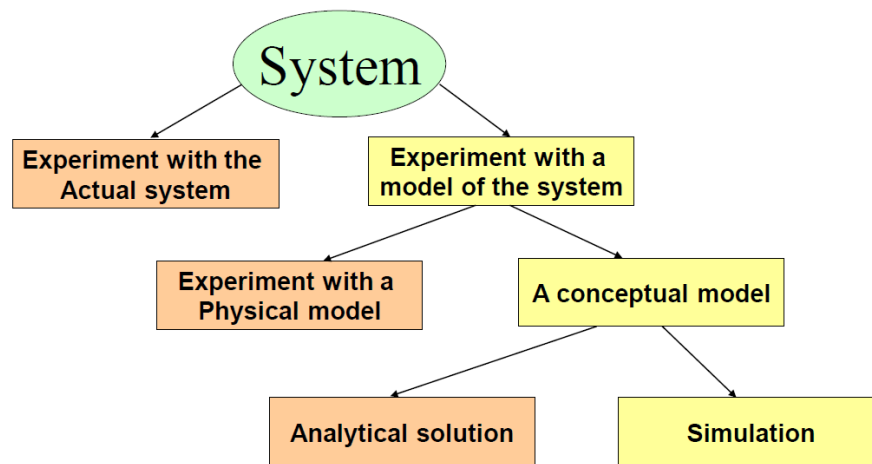 System
Experiment with the
Actual system
Experiment with a
model of the system
Experiment with a
Physical model
A conceptual model
Analytical solution
Simulation